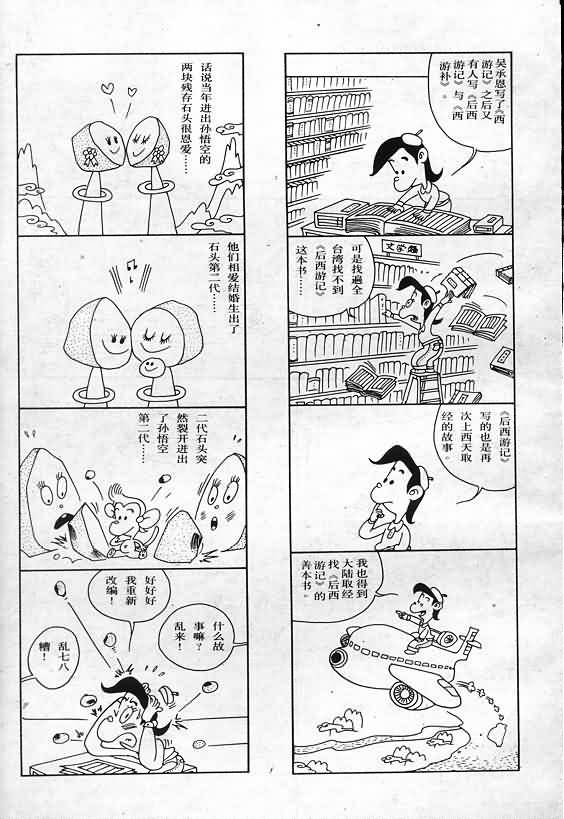 吴承恩写了《西
游记》之后又
有人写《后西
游记》与《西
游补》。
文学
可是找遍全
台湾找不到
《后西游记》
这本书……
《后西游记》
写的也是再
次上西天取
经的故事。
我也得到
大陆取经
找《后西
游记》的
善本书。
话说当年迸出孙悟空的
两块残存石头很恩爱……
他们相爱结婚生出了
石头第二代……
二代石头突
然裂开迸出
了孙悟空
第二代……
什么故
事嘛？
乱来！
好好好
我重新
改编！
乱七八
糟！